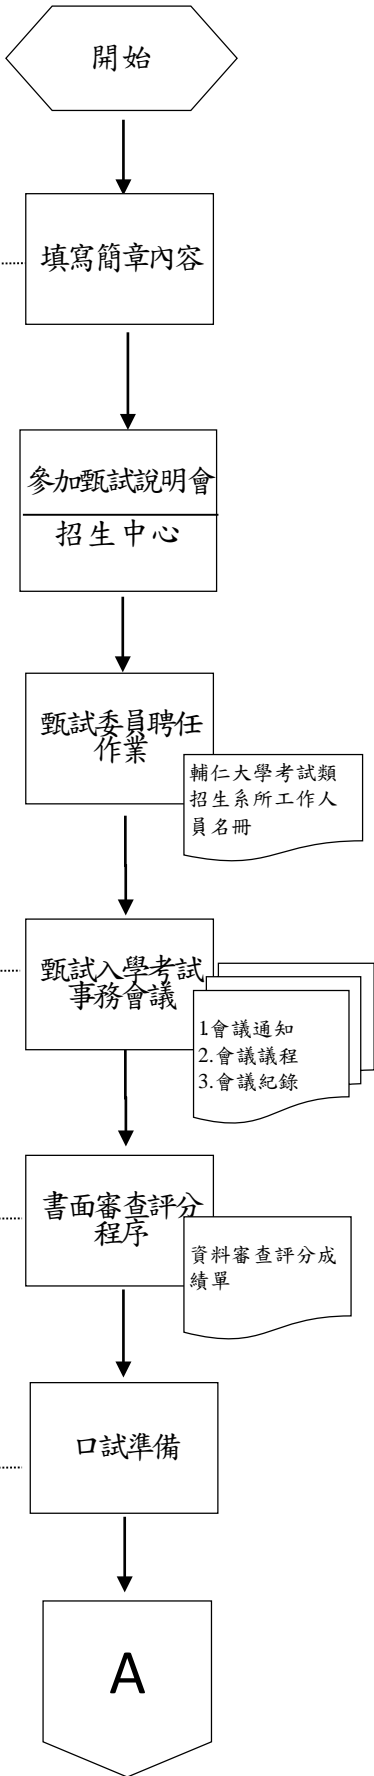 開始
填寫簡章內容
參加甄試說明會
招生中心
甄試委員聘任
作業
輔仁大學考試類
招生系所工作人
員名冊
甄試入學考試
事務會議
1.會議通知
2.會議議程
3.會議紀錄
書面審查評分
程序
資料審查評分成
績單
口試準備
A